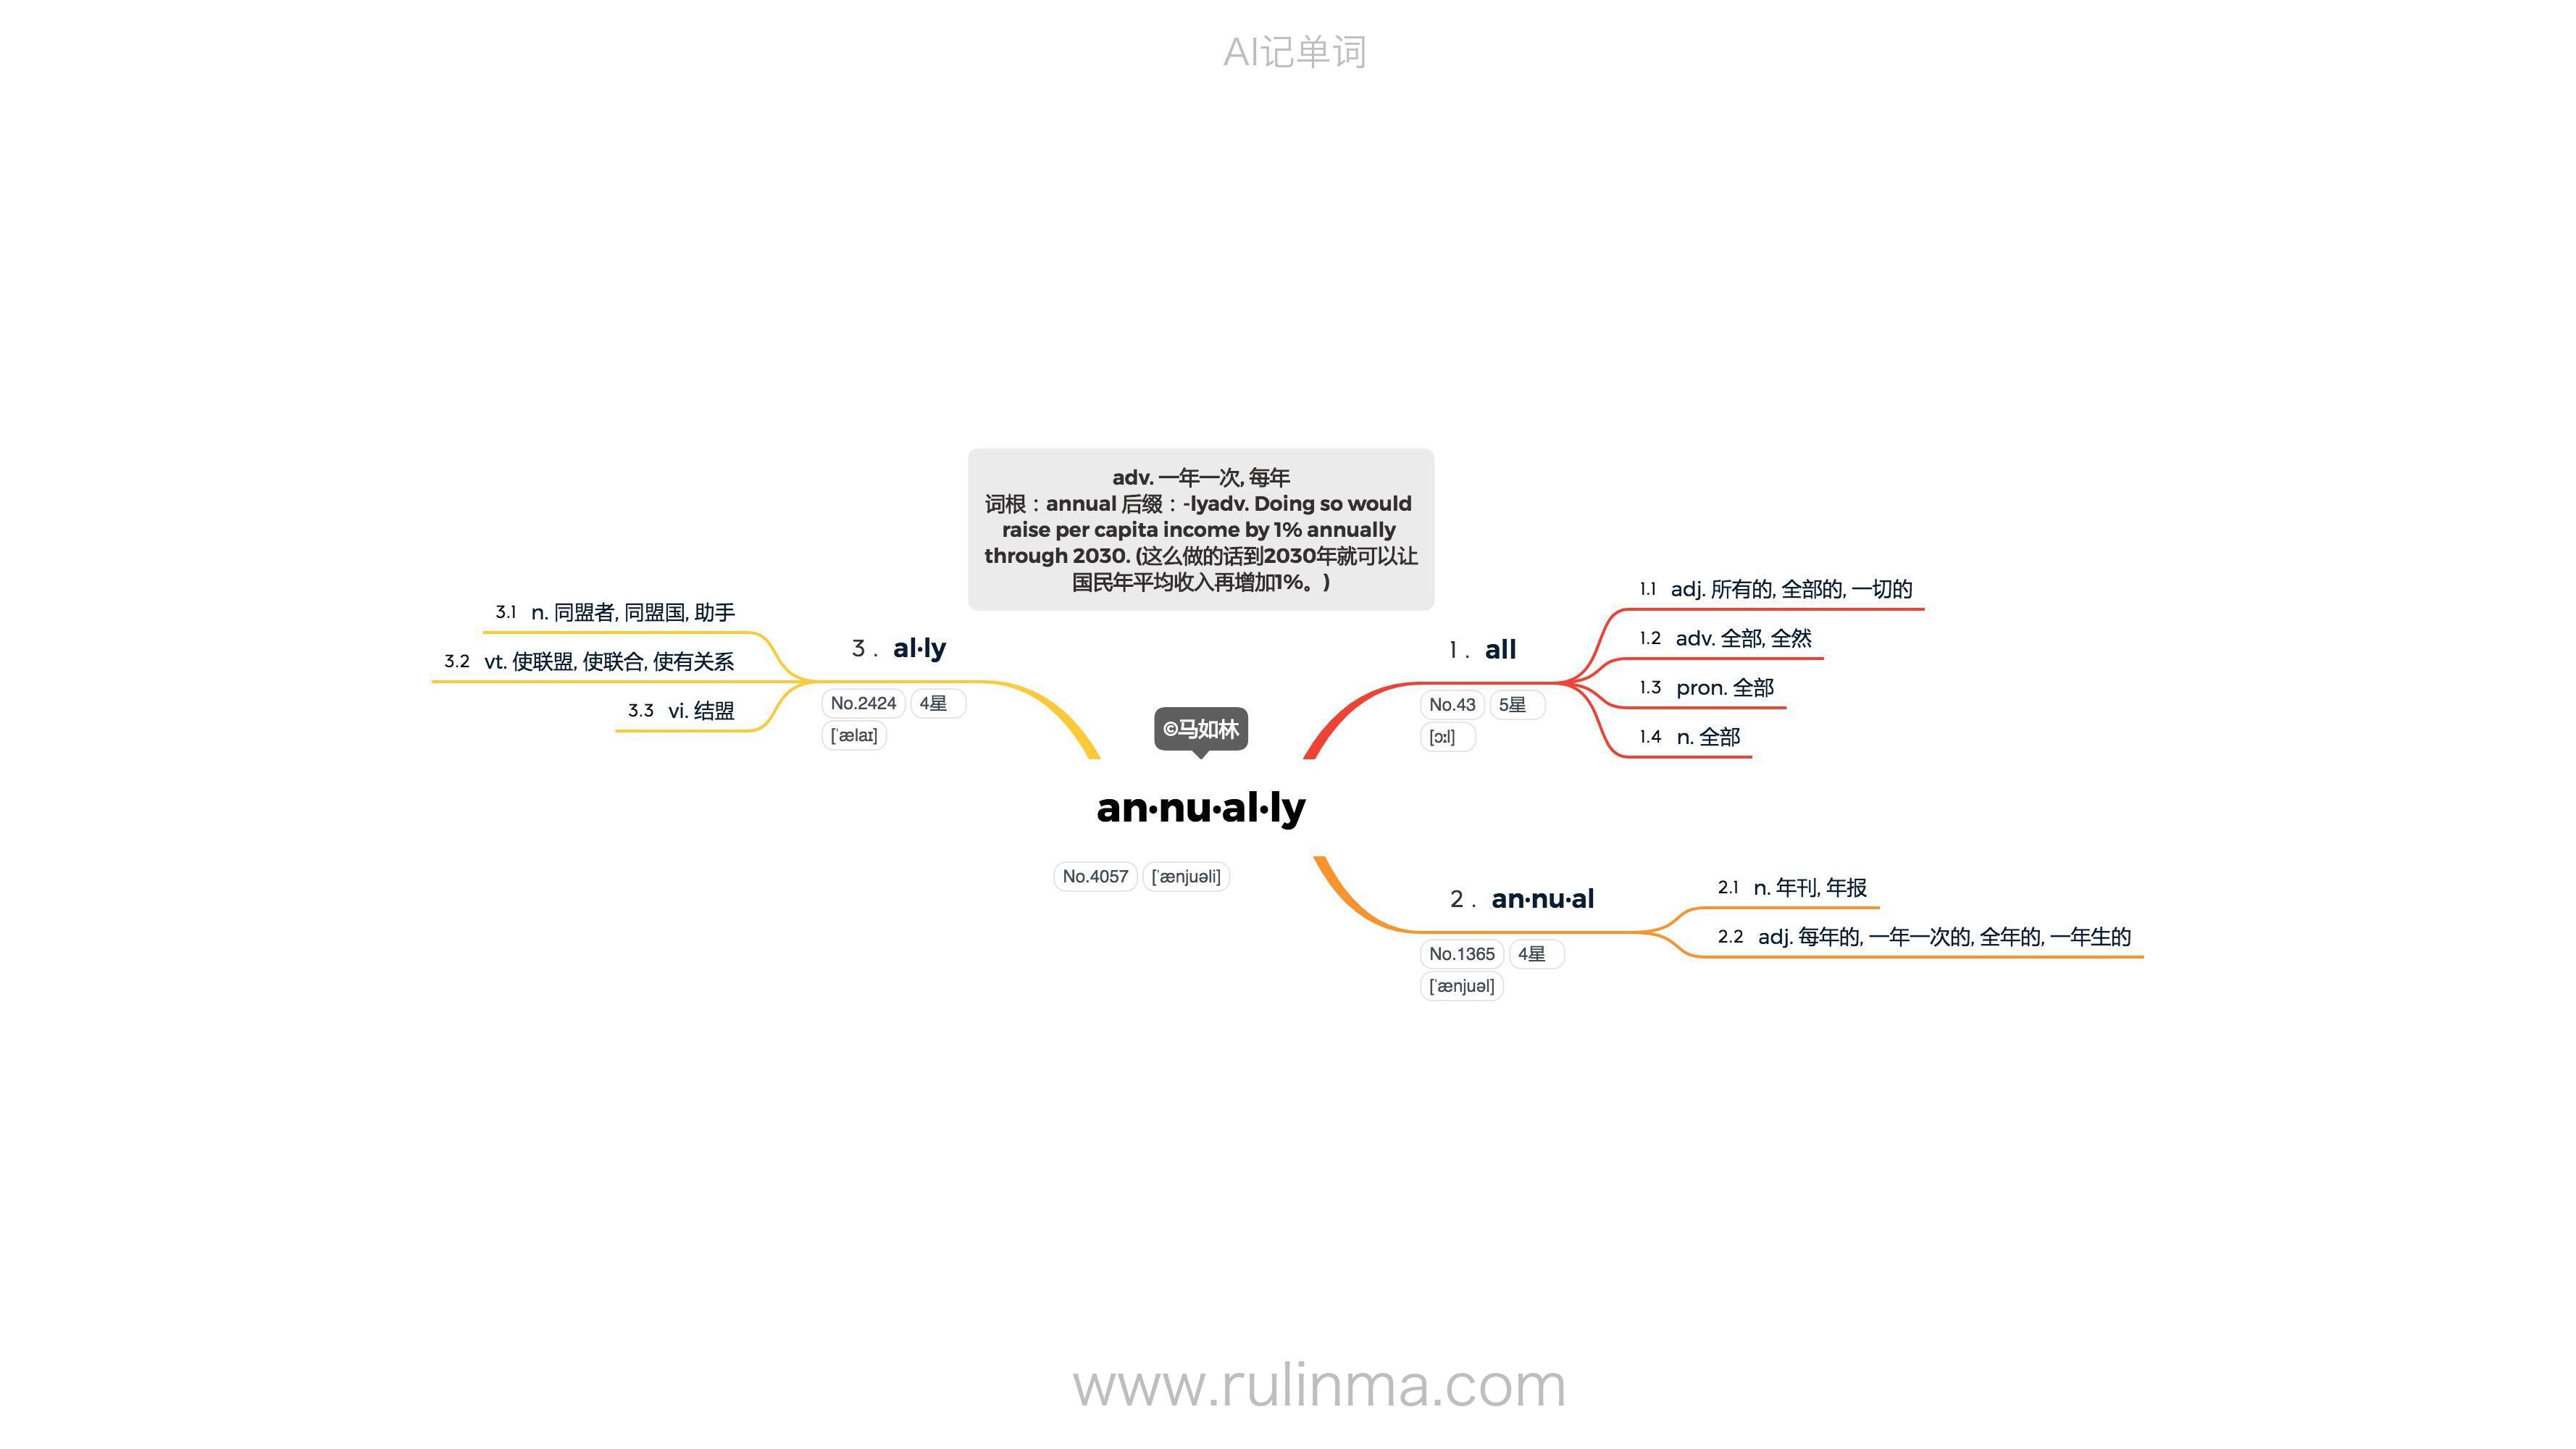 AI记单词
adv. 一年一次, 每年
词根：annual 后缀：-lyadv. Doing so would
raise per capita income by 1% annually
through 2030. (这么做的话到2030年就可以让
国民年平均收入再增加1%。)
©马如林
an·nu·al·ly
No.4057 [ˈænjuəli]
1. all
No.43 5星
[ɔːl]
1.1 adj. 所有的, 全部的, 一切的
1.2 adv. 全部, 全然
1.3 pron. 全部
1.4 n. 全部
2. an·nu·al
No.1365 4星
[ˈænjuəl]
2.1 n. 年刊, 年报
2.2 adj. 每年的, 一年一次的, 全年的, 一年生的
3. al·ly
No.2424 4星
[ˈælaɪ]
3.1 n. 同盟者, 同盟国, 助手
3.2 vt. 使联盟, 使联合, 使有关系
3.3 vi. 结盟
www.rulinma.com